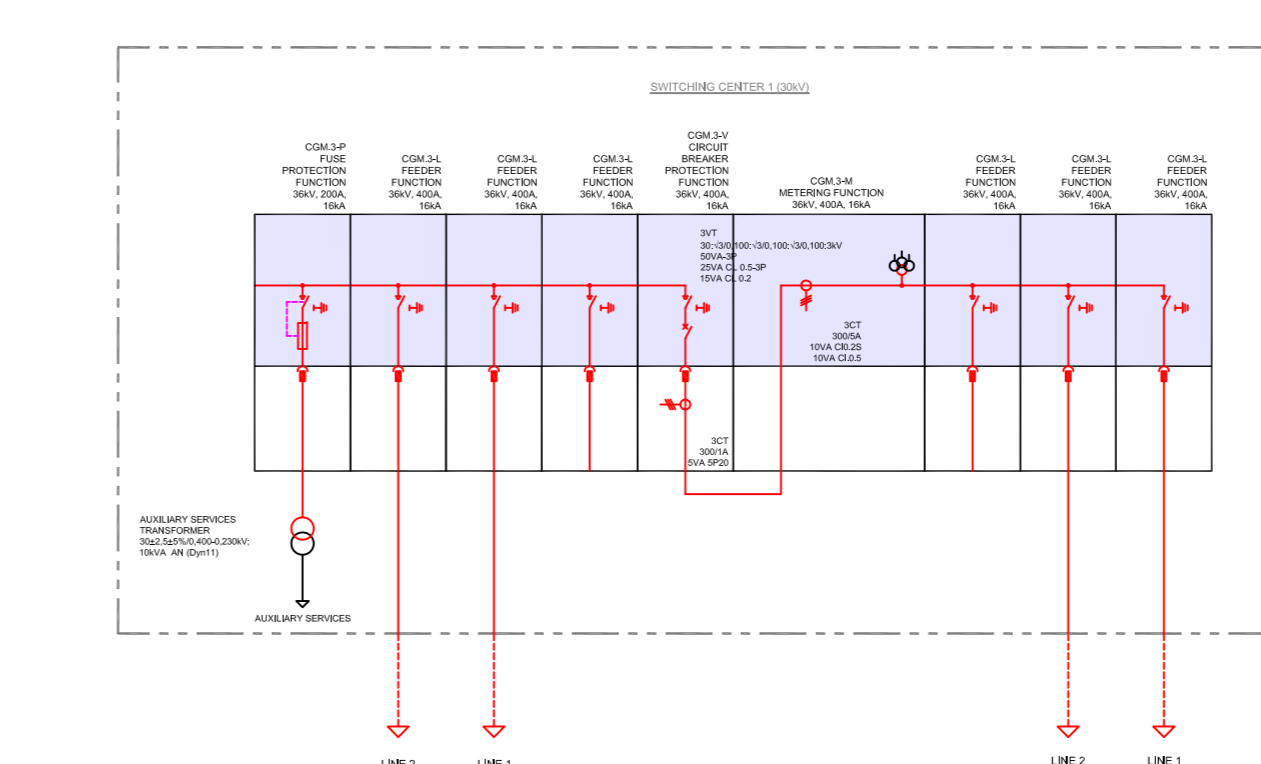 SWITCHING CENTER 1 (30kV)
CGM.3-P
FUSE
PROTECTION
FUNCTION
36kV, 200A,
16kA
CGM.3-L
FEEDER
FUNCTION
36kV, 400A,
16kA
CGM.3-L
FEEDER
FUNCTION
36kV, 400A,
16kA
CGM.3-L
FEEDER
FUNCTION
36kV, 400A,
16kA
CGM.3-V
CIRCUIT
BREAKER
PROTECTION
FUNCTION
36kV, 400A,
16kA
CGM.3-M
METERING FUNCTION
36kV, 400A, 16kA
CGM.3-L
FEEDER
FUNCTION
36kV, 400A,
16kA
CGM.3-L
FEEDER
FUNCTION
36kV, 400A,
16kA
CGM.3-L
FEEDER
FUNCTION
36kV, 400A,
16kA
3VT
30:√3/0,100:√3/0,100:√3/0,100:3kV
50VA-3P
25VA CL 0.5-3P
15VA CL 0.2
3CT
300/5A
10VA Cl0.2S
10VA Cl.0.5
3CT
300/1A
5VA 5P20
AUXILIARY SERVICES
TRANSFORMER
30±2,5±5%/0,400-0,230kV;
10kVA AN (Dyn11)
AUXILIARY SERVICES
LINE 2
LINE 1
LINE 2
LINE 1